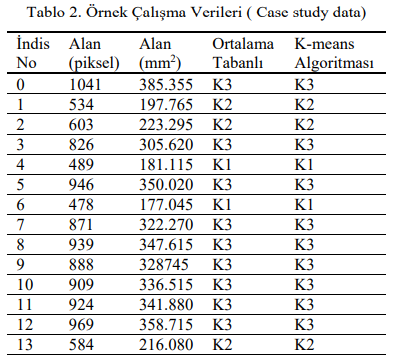 Tablo 2. Örnek Çalışma Verileri ( Case study data)
İndis No Alan (piksel) Alan (mm²) Ortalama Tabanlı K-means Algoritması
0 1041 385.355 K3 K3
1 534 197.765 K2 K2
2 603 223.295 K2 K2
3 826 305.620 K3 K3
4 489 181.115 K1 K1
5 946 350.020 K3 K3
6 478 177.045 K1 K1
7 871 322.270 K3 K3
8 939 347.615 K3 K3
9 888 328745 K3 K3
10 909 336.515 K3 K3
11 924 341.880 K3 K3
12 969 358.715 K3 K3
13 584 216.080 K2 K2